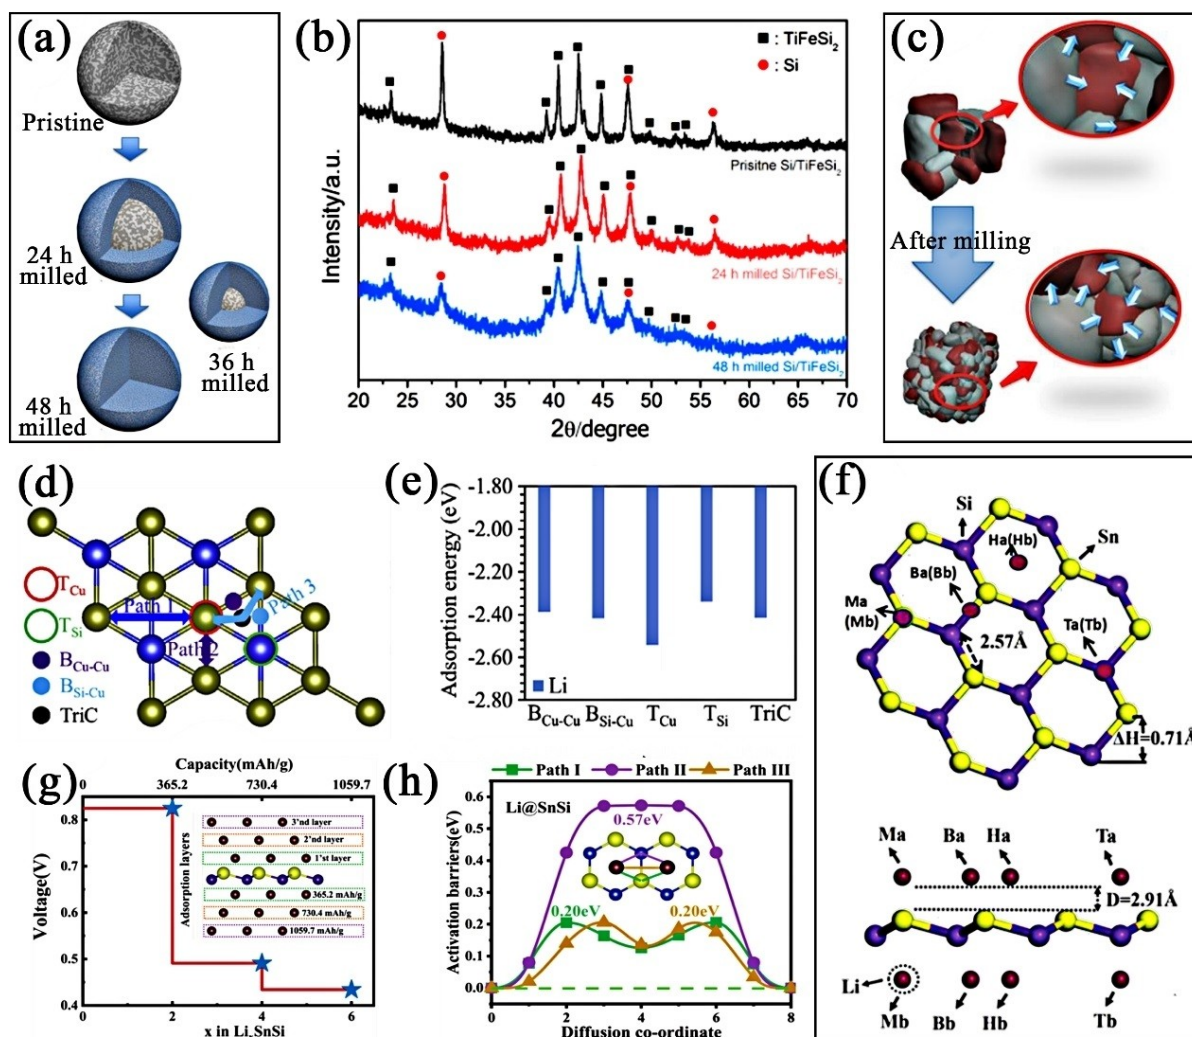 (a)
Pristine
24 h
milled
36 h
milled
48 h
milled
(b)
■ : TiFeSi2
● : Si
Intensity/a.u.
Prisitne Si/TiFeSi2
24 h milled Si/TiFeSi2
48 h milled Si/TiFeSi2
20 25 30 35 40 45 50 55 60 65 70
2θ/degree
(c)
After milling
(d)
TCu
TSi
BCu-Cu
BSi-Cu
TriC
Path 1
Path 2
Path 3
(e)
Adsorption energy (eV)
-1.80
-2.00
-2.20
-2.40
-2.60
-2.80
Li
BCu-Cu BSi-Cu TCu TSi TriC
(f)
Si
Ha(Hb)
Sn
Ba(Bb)
Ma
(Mb)
Ta(Tb)
2.57Å
ΔH=0.71Å
Ma Ba Ha Ta
D=2.91Å
Li
Mb Bb Hb Tb
(g)
Capacity(mAh/g)
0 365.2 730.4 1059.7
Voltage(V)
0.8
0.7
0.6
0.5
0.4
Adsorption layers
3'nd layer
2'nd layer
1'st layer
365.2 mAh/g
730.4 mAh/g
1059.7 mAh/g
0 2 4 6
x in LixSnSi
(h)
Path I Path II Path III
Activation barriers(eV)
0.6
0.5
0.4
0.3
0.2
0.1
0.0
Li@SnSi
0.57eV
0.20eV 0.20eV
0 2 4 6 8
Diffusion co-ordinate